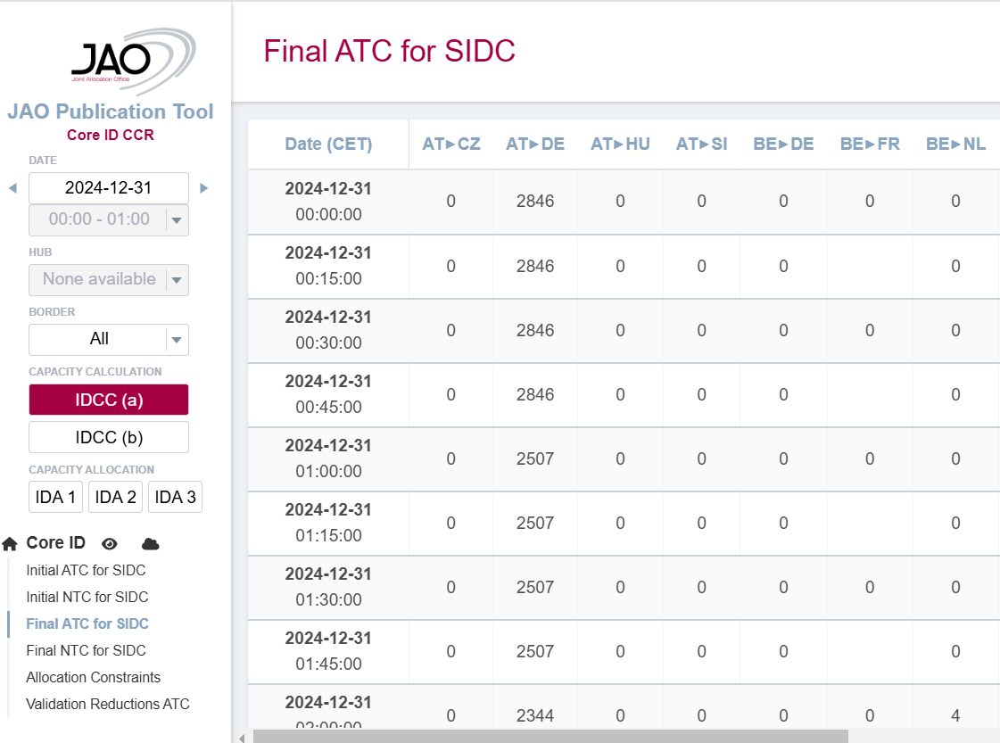 JAO
Joint Allocation Office
JAO Publication Tool
Core ID CCR
DATE
2024-12-31
00:00 - 01:00
HUB
None available
BORDER
All
CAPACITY CALCULATION
IDCC (a)
IDCC (b)
CAPACITY ALLOCATION
IDA 1 IDA 2 IDA 3
Core ID
Initial ATC for SIDC
Initial NTC for SIDC
Final ATC for SIDC
Final NTC for SIDC
Allocation Constraints
Validation Reductions ATC
Final ATC for SIDC
Date (CET) AT▸CZ AT▸DE AT▸HU AT▸SI BE▸DE BE▸FR BE▸NL
2024-12-31
00:00:00 0 2846 0 0 0 0 0
2024-12-31
00:15:00 0 2846 0 0 0 0
2024-12-31
00:30:00 0 2846 0 0 0 0 0
2024-12-31
00:45:00 0 2846 0 0 0 0
2024-12-31
01:00:00 0 2507 0 0 0 0 0
2024-12-31
01:15:00 0 2507 0 0 0 0
2024-12-31
01:30:00 0 2507 0 0 0 0 0
2024-12-31
01:45:00 0 2507 0 0 0 0
2024-12-31
02:00:00 0 2344 0 0 0 0 4